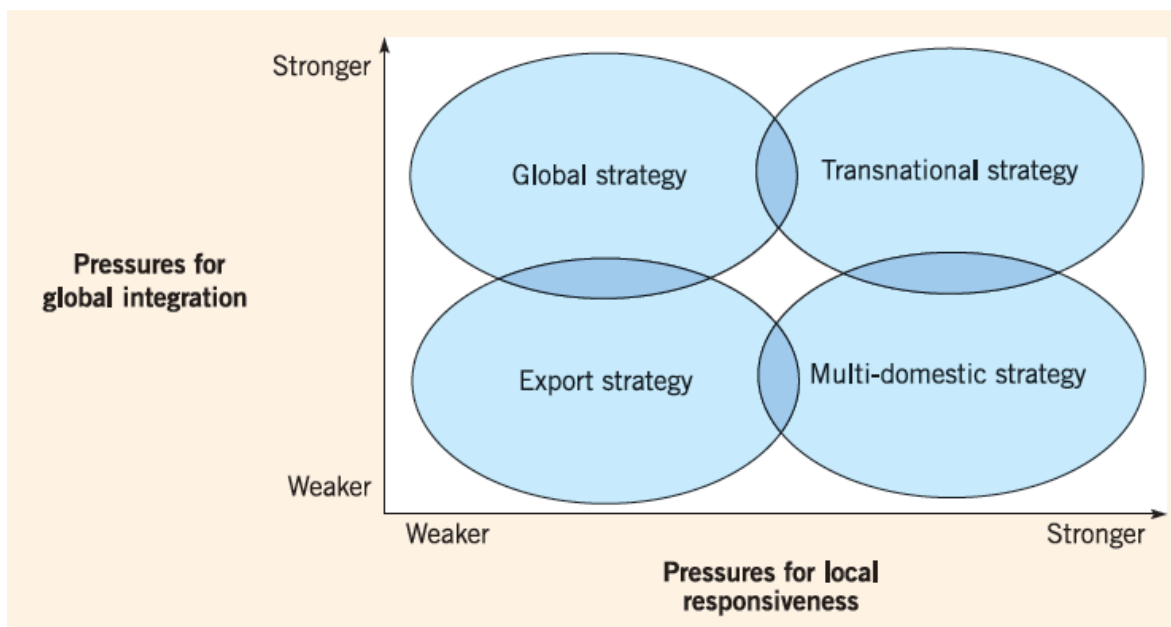 Stronger
Global strategy
Transnational strategy
Pressures for
global integration
Export strategy
Multi-domestic strategy
Weaker
Weaker
Stronger
Pressures for local
responsiveness